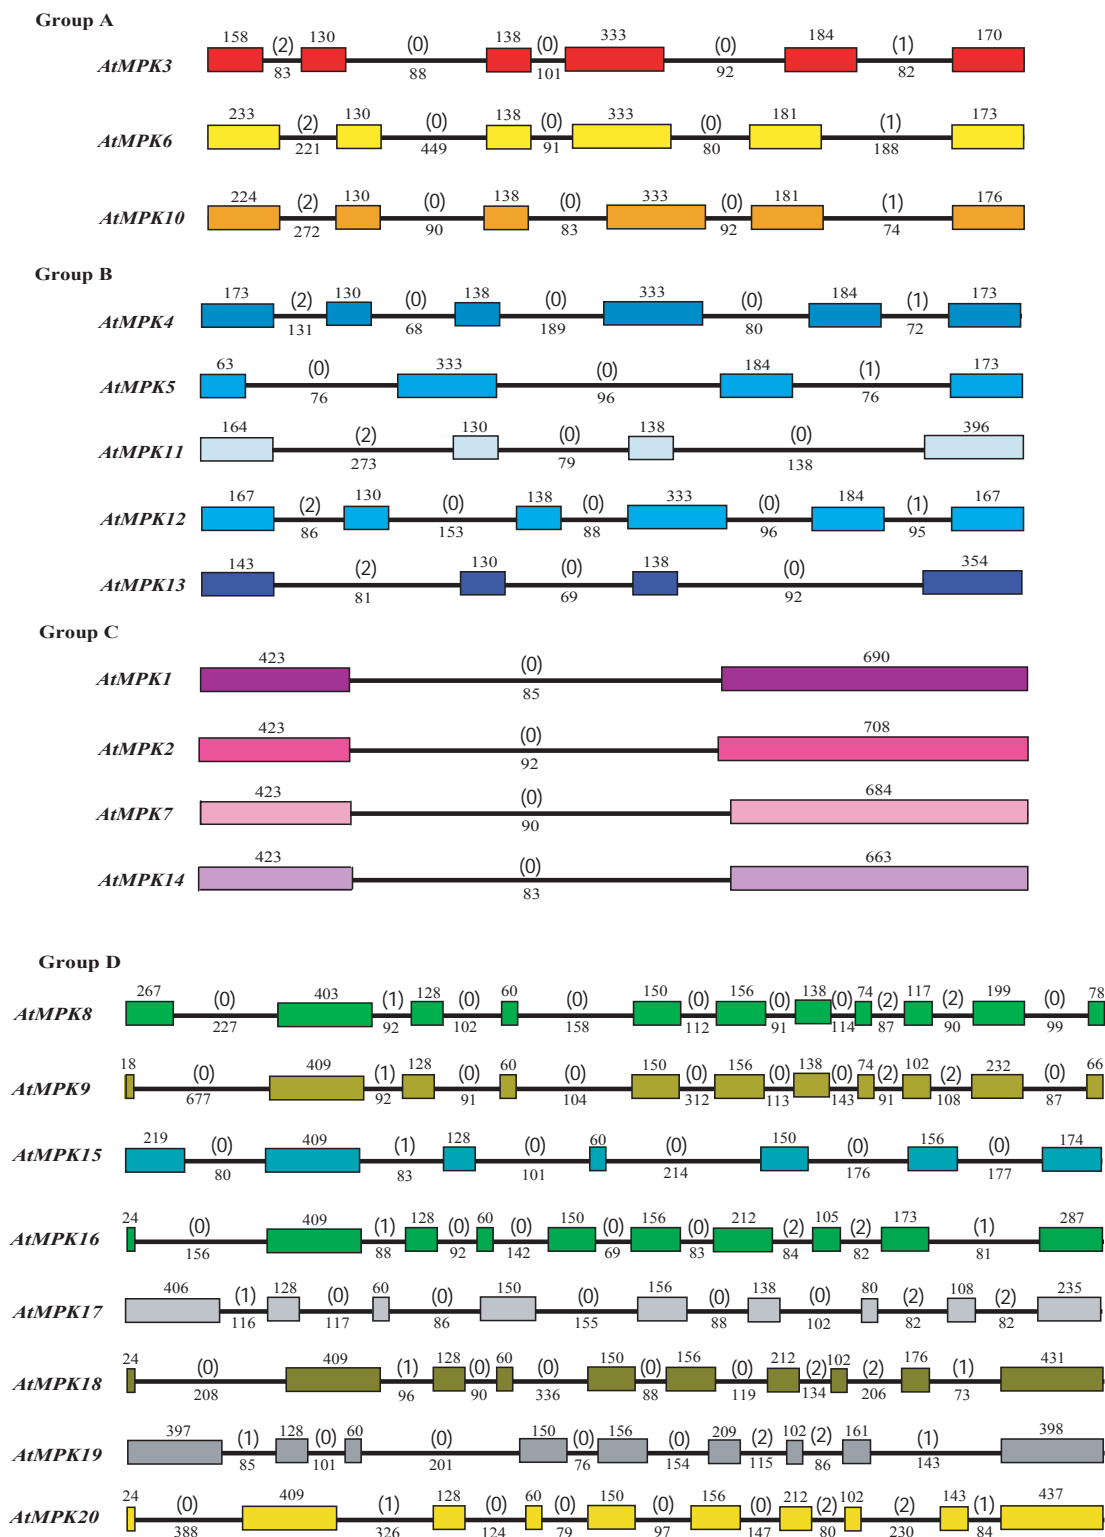 Group A
158 (2) 130 (0) 138 (0) 333 (0) 184 (1) 170
AtMPK3
83 88 101 92 82
233 (2) 130 (0) 138 (0) 333 (0) 181 (1) 173
AtMPK6
221 449 91 80 188
224 (2) 130 (0) 138 (0) 333 (0) 181 (1) 176
AtMPK10
272 90 83 92 74
Group B
173 (2) 130 (0) 138 (0) 333 (0) 184 (1) 173
AtMPK4
131 68 189 80 72
63 (0) 333 (0) 184 (1) 173
AtMPK5
76 96 76
164 (2) 130 (0) 138 (0) 396
AtMPK11
273 79 138
167 (2) 130 (0) 138 (0) 333 (0) 184 (1) 167
AtMPK12
86 153 88 96 95
143 (2) 130 (0) 138 (0) 354
AtMPK13
81 69 92
Group C
423 (0) 690
AtMPK1
85
423 (0) 708
AtMPK2
92
423 (0) 684
AtMPK7
90
423 (0) 663
AtMPK14
83
Group D
267 (0) 403 (1) 128 (0) 60 (0) 150 (0) 156 (0) 138 (0) 74 (2) 117 (2) 199 (0) 78
AtMPK8
227 92 102 158 112 91 114 87 90 99
18 (0) 409 (1) 128 (0) 60 (0) 150 (0) 156 (0) 138 (0) 74 (2) 102 (2) 232 (0) 66
AtMPK9
677 92 91 104 312 113 143 91 108 87
219 (0) 409 (1) 128 (0) 60 (0) 150 (0) 156 (0) 174
AtMPK15
80 83 101 214 176 177
24 (0) 409 (1) 128 (0) 60 (0) 150 (0) 156 (0) 212 (2) 105 (2) 173 (1) 287
AtMPK16
156 88 92 142 69 83 84 82 81
406 (1) 128 (0) 60 (0) 150 (0) 156 (0) 138 (0) 80 (2) 108 (2) 235
AtMPK17
116 117 86 155 88 102 82 82
24 (0) 409 (1) 128 (0) 60 (0) 150 (0) 156 (0) 212 (2) 102 (2) 176 (1) 431
AtMPK18
208 96 90 336 88 119 134 206 73
397 (1) 128 (0) 60 (0) 150 (0) 156 (0) 209 (2) 102 (2) 161 (1) 398
AtMPK19
85 101 201 76 154 115 86 143
24 (0) 409 (1) 128 (0) 60 (0) 150 (0) 156 (0) 212 (2) 102 (2) 143 (1) 437
AtMPK20
388 326 124 79 97 147 80 230 84